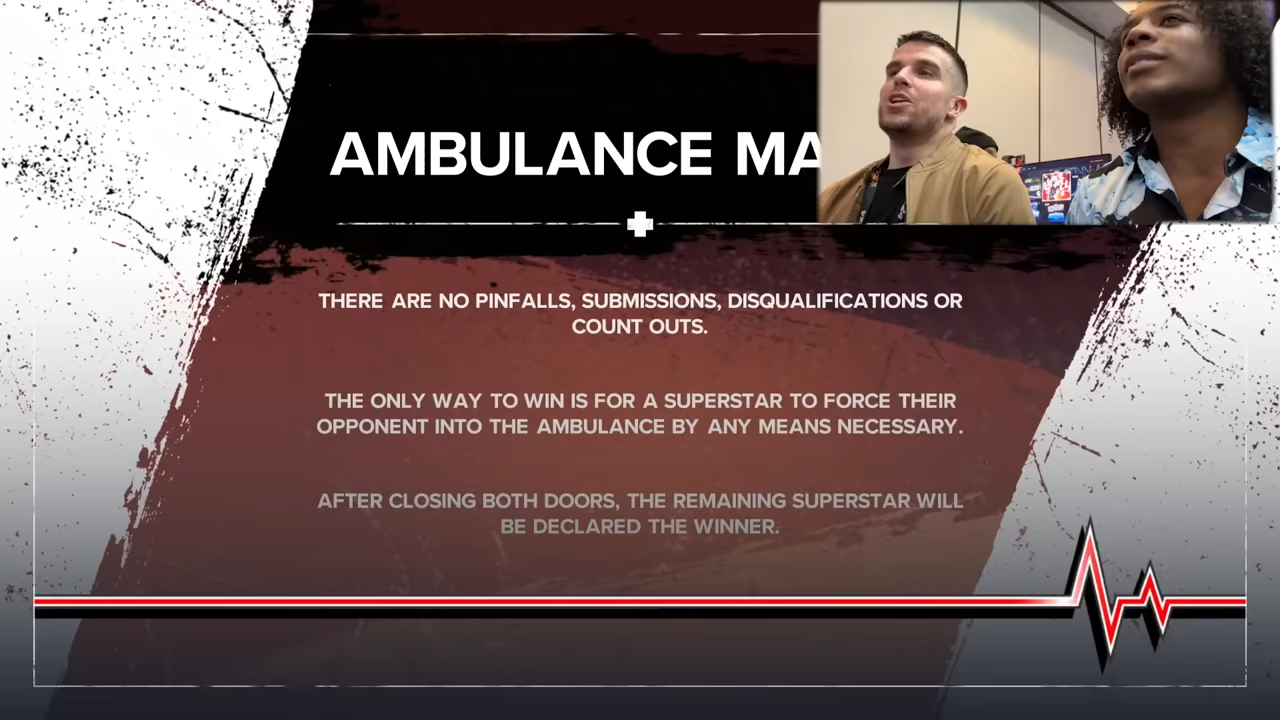 AMBULANCE MA
THERE ARE NO PINFALLS, SUBMISSIONS, DISQUALIFICATIONS OR
COUNT OUTS.
THE ONLY WAY TO WIN IS FOR A SUPERSTAR TO FORCE THEIR
OPPONENT INTO THE AMBULANCE BY ANY MEANS NECESSARY.
AFTER CLOSING BOTH DOORS, THE REMAINING SUPERSTAR WILL
BE DECLARED THE WINNER.